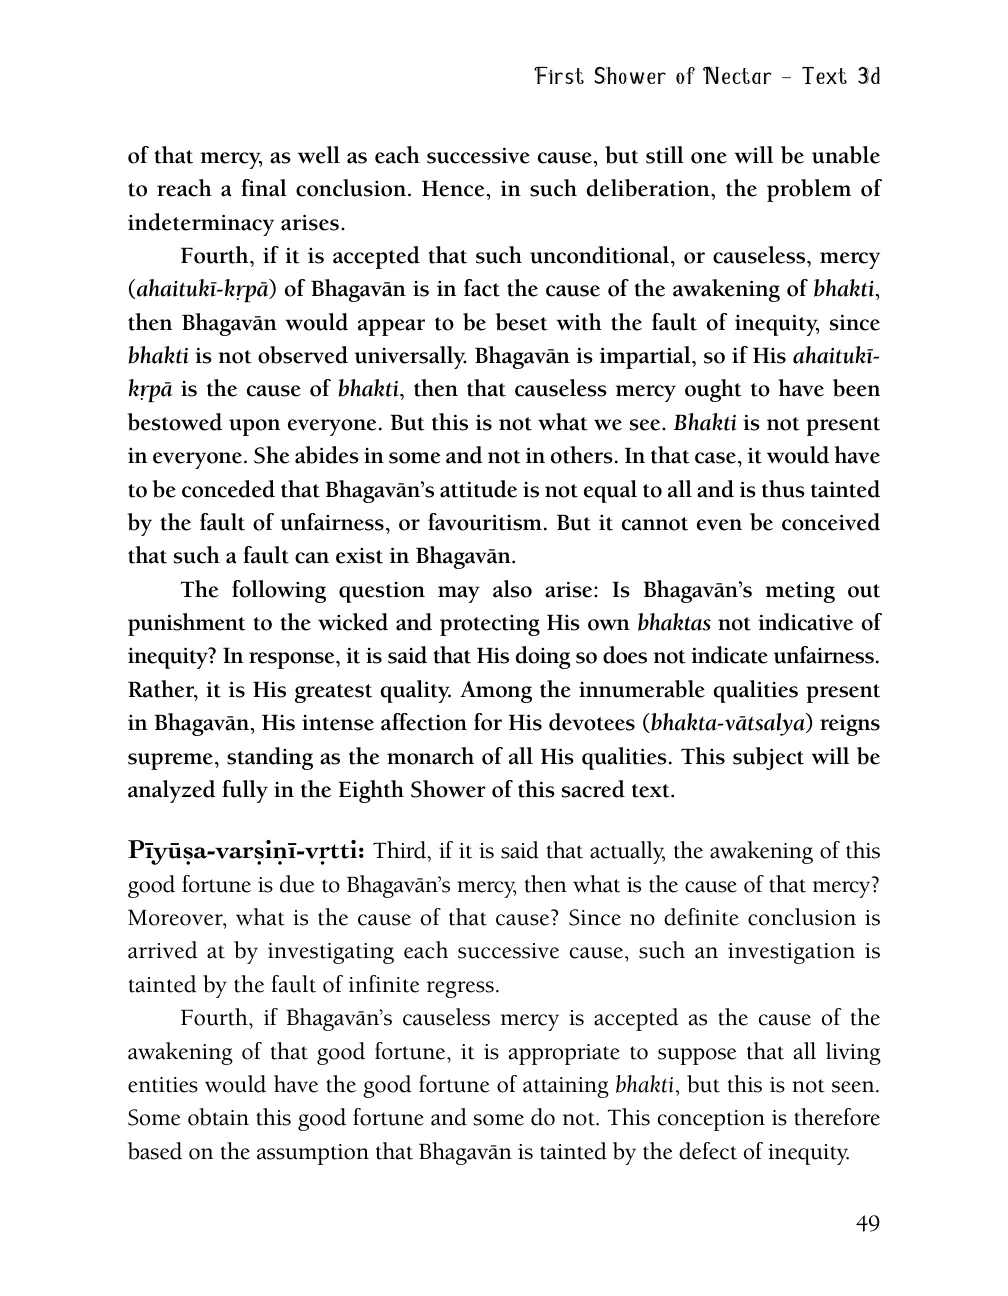 First Shower of Nectar – Text 3d
of that mercy, as well as each successive cause, but still one will be unable
to reach a final conclusion. Hence, in such deliberation, the problem of
indeterminacy arises.
Fourth, if it is accepted that such unconditional, or causeless, mercy
(ahaitukī-kṛpā) of Bhagavān is in fact the cause of the awakening of bhakti,
then Bhagavān would appear to be beset with the fault of inequity, since
bhakti is not observed universally. Bhagavān is impartial, so if His ahaitukī-
kṛpā is the cause of bhakti, then that causeless mercy ought to have been
bestowed upon everyone. But this is not what we see. Bhakti is not present
in everyone. She abides in some and not in others. In that case, it would have
to be conceded that Bhagavān’s attitude is not equal to all and is thus tainted
by the fault of unfairness, or favouritism. But it cannot even be conceived
that such a fault can exist in Bhagavān.
The following question may also arise: Is Bhagavān’s meting out
punishment to the wicked and protecting His own bhaktas not indicative of
inequity? In response, it is said that His doing so does not indicate unfairness.
Rather, it is His greatest quality. Among the innumerable qualities present
in Bhagavān, His intense affection for His devotees (bhakta-vātsalya) reigns
supreme, standing as the monarch of all His qualities. This subject will be
analyzed fully in the Eighth Shower of this sacred text.
Pīyūṣa-varṣiṇī-vṛtti: Third, if it is said that actually, the awakening of this
good fortune is due to Bhagavān’s mercy, then what is the cause of that mercy?
Moreover, what is the cause of that cause? Since no definite conclusion is
arrived at by investigating each successive cause, such an investigation is
tainted by the fault of infinite regress.
Fourth, if Bhagavān’s causeless mercy is accepted as the cause of the
awakening of that good fortune, it is appropriate to suppose that all living
entities would have the good fortune of attaining bhakti, but this is not seen.
Some obtain this good fortune and some do not. This conception is therefore
based on the assumption that Bhagavān is tainted by the defect of inequity.
49